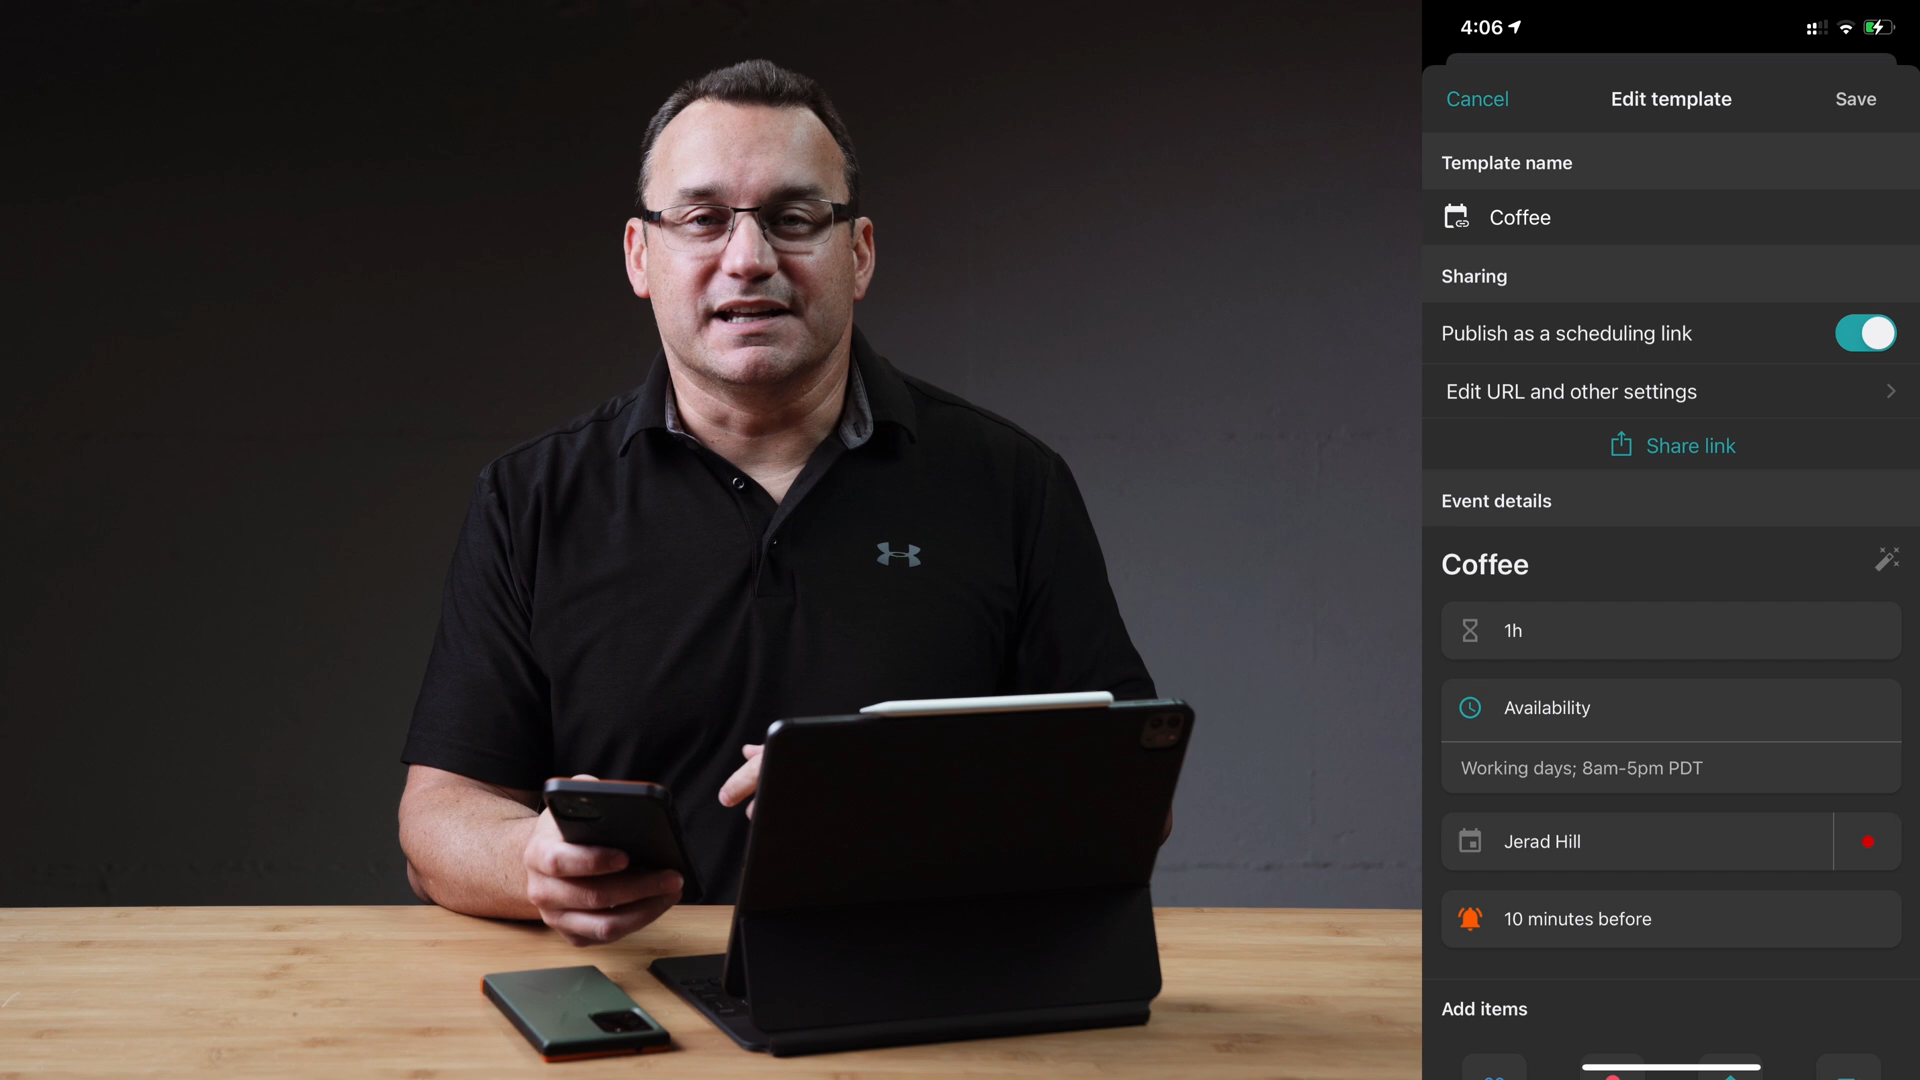 4:06
Cancel
Edit template
Save
Template name
Coffee
Sharing
Publish as a scheduling link
Edit URL and other settings
Share link
Event details
Coffee
1h
Availability
Working days; 8am-5pm PDT
Jerad Hill
10 minutes before
Add items